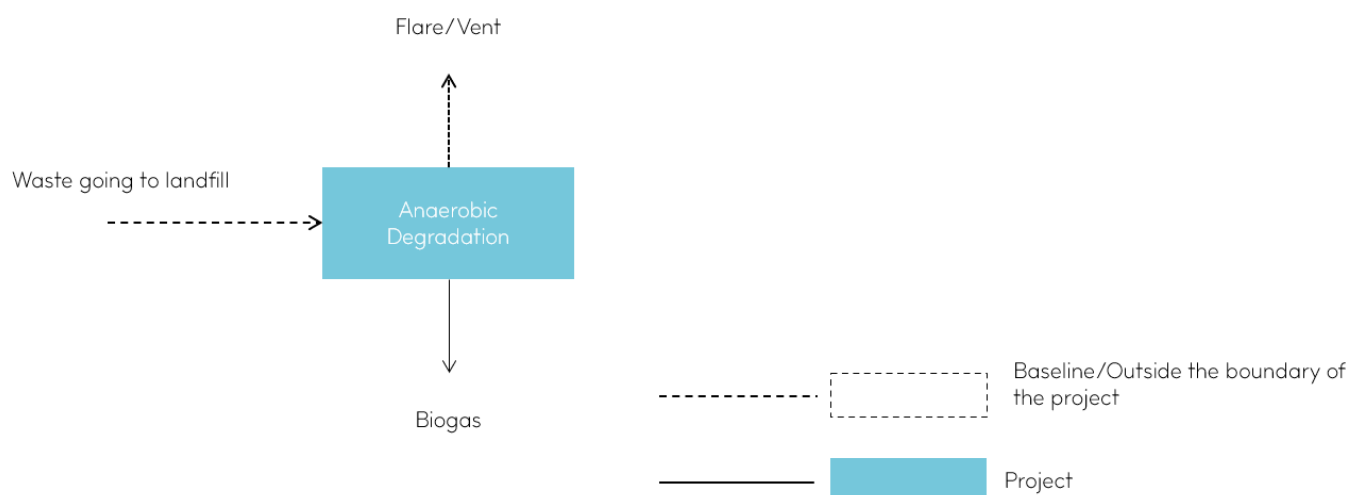 Flare/Vent
Waste going to landfill
Anaerobic
Degradation
Biogas
Baseline/Outside the boundary of
the project
Project